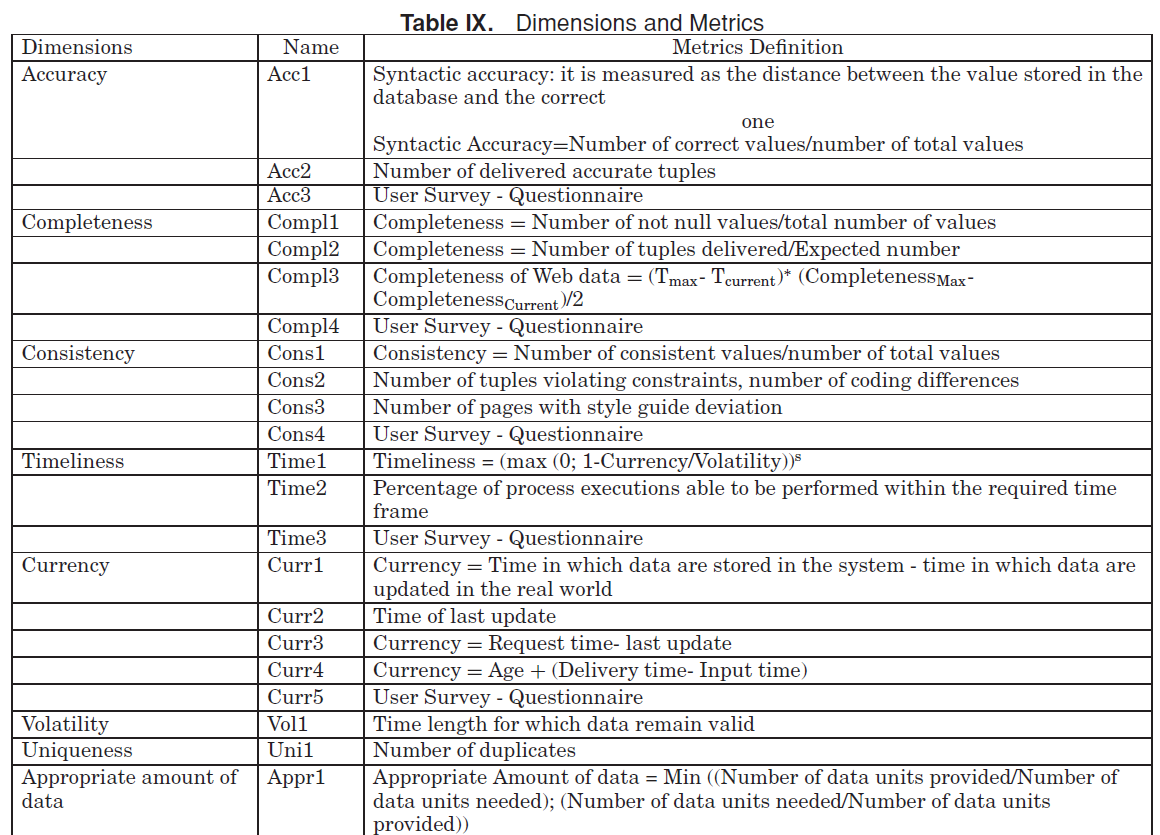 Table IX. Dimensions and Metrics
Dimensions Name Metrics Definition
Accuracy Acc1 Syntactic accuracy: it is measured as the distance between the value stored in the
database and the correct
one
Syntactic Accuracy=Number of correct values/number of total values
Acc2 Number of delivered accurate tuples
Acc3 User Survey - Questionnaire
Completeness Compl1 Completeness = Number of not null values/total number of values
Compl2 Completeness = Number of tuples delivered/Expected number
Compl3 Completeness of Web data = (Tmax- Tcurrent)* (CompletenessMax-
CompletenessCurrent)/2
Compl4 User Survey - Questionnaire
Consistency Cons1 Consistency = Number of consistent values/number of total values
Cons2 Number of tuples violating constraints, number of coding differences
Cons3 Number of pages with style guide deviation
Cons4 User Survey - Questionnaire
Timeliness Time1 Timeliness = (max (0; 1-Currency/Volatility))s
Time2 Percentage of process executions able to be performed within the required time
frame
Time3 User Survey - Questionnaire
Currency Curr1 Currency = Time in which data are stored in the system - time in which data are
updated in the real world
Curr2 Time of last update
Curr3 Currency = Request time- last update
Curr4 Currency = Age + (Delivery time- Input time)
Curr5 User Survey - Questionnaire
Volatility Vol1 Time length for which data remain valid
Uniqueness Uni1 Number of duplicates
Appropriate amount of Appr1 Appropriate Amount of data = Min ((Number of data units provided/Number of
data data units needed); (Number of data units needed/Number of data units
provided))